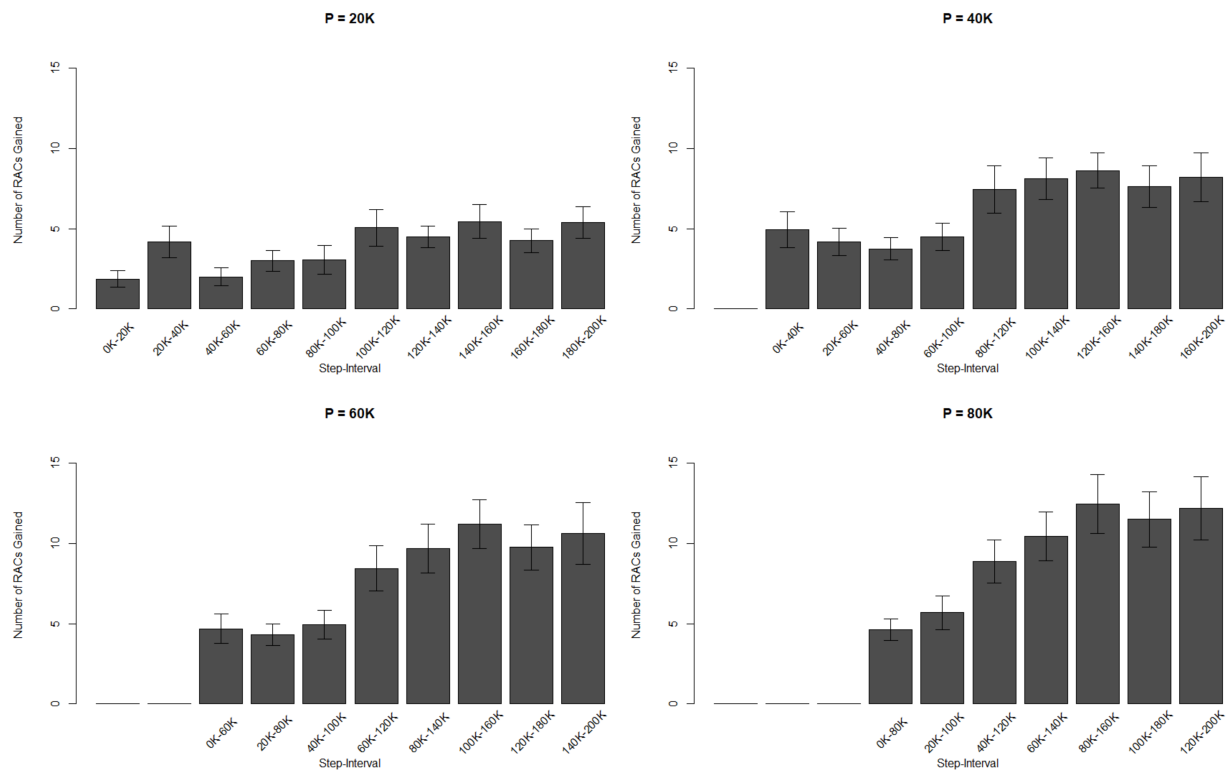 P = 20K
Number of RACs Gained
15
10
5
0
0K-20K
20K-40K
40K-60K
60K-80K
80K-100K
100K-120K
120K-140K
140K-160K
160K-180K
180K-200K
Step-Interval
P = 40K
Number of RACs Gained
15
10
5
0
0K-40K
20K-60K
40K-80K
60K-100K
80K-120K
100K-140K
120K-160K
140K-180K
160K-200K
Step-Interval
P = 60K
Number of RACs Gained
15
10
5
0
0K-60K
20K-80K
40K-100K
60K-120K
80K-140K
100K-160K
120K-180K
140K-200K
Step-Interval
P = 80K
Number of RACs Gained
15
10
5
0
0K-80K
20K-100K
40K-120K
60K-140K
80K-160K
100K-180K
120K-200K
Step-Interval